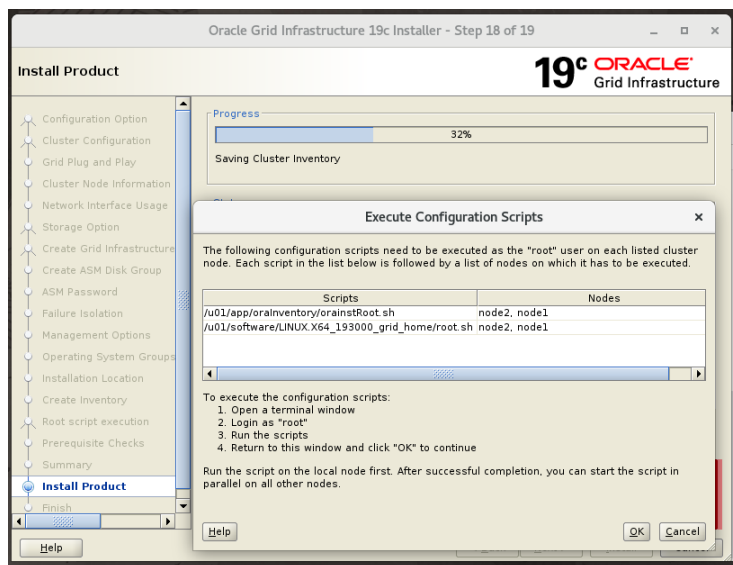 Oracle Grid Infrastructure 19c Installer - Step 18 of 19
Install Product
19c ORACLE
Grid Infrastructure
Configuration Option
Cluster Configuration
Grid Plug and Play
Cluster Node Information
Network Interface Usage
Storage Option
Create Grid Infrastructure
Create ASM Disk Group
ASM Password
Failure Isolation
Management Options
Operating System Groups
Installation Location
Create Inventory
Root script execution
Prerequisite Checks
Summary
Install Product
Finish
Help
Progress
32%
Saving Cluster Inventory
Execute Configuration Scripts
The following configuration scripts need to be executed as the "root" user on each listed cluster
node. Each script in the list below is followed by a list of nodes on which it has to be executed.
Scripts Nodes
/u01/app/oraInventory/orainstRoot.sh node2, node1
/u01/software/LINUX.X64_193000_grid_home/root.sh node2, node1
To execute the configuration scripts:
1. Open a terminal window
2. Login as "root"
3. Run the scripts
4. Return to this window and click "OK" to continue
Run the script on the local node first. After successful completion, you can start the script in
parallel on all other nodes.
Help OK Cancel